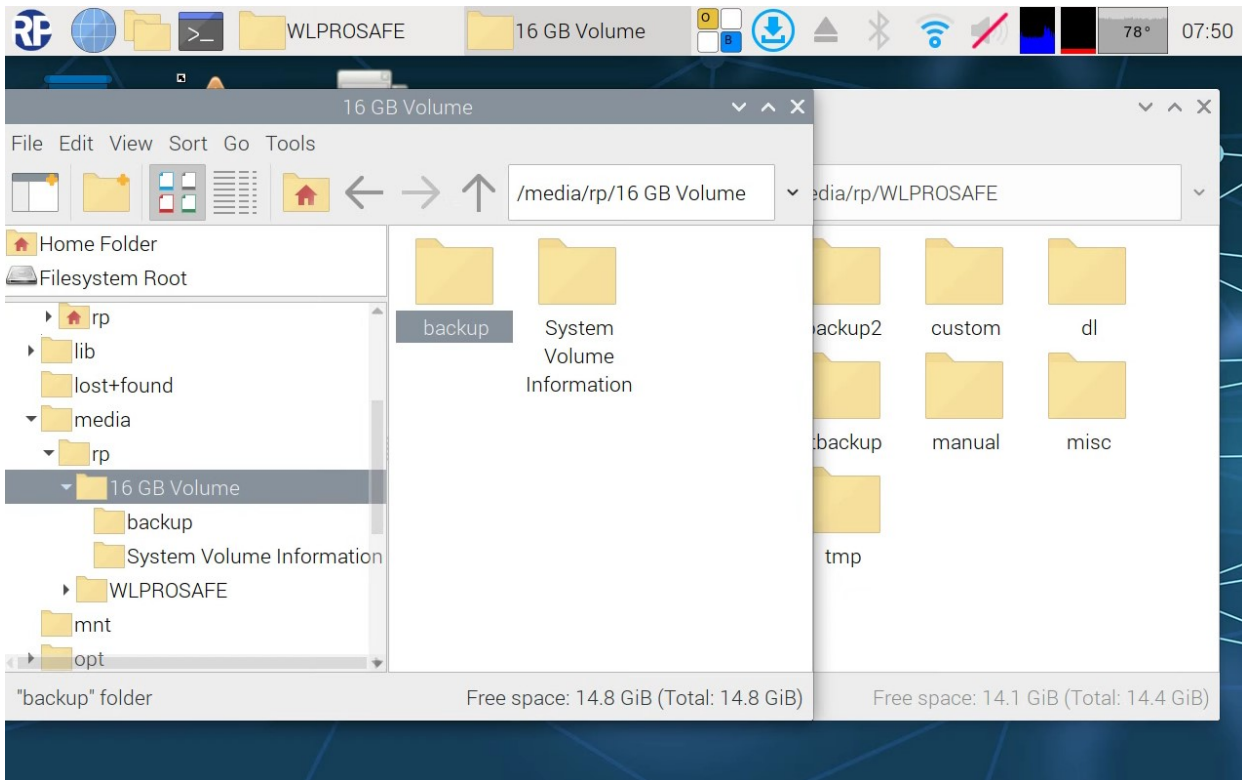 RP >_ WLPROSAFE 16 GB Volume O B 78° 07:50
16 GB Volume
File Edit View Sort Go Tools
/media/rp/16 GB Volume
edia/rp/WLPROSAFE
Home Folder
Filesystem Root
rp
lib
lost+found
media
rp
16 GB Volume
backup
System Volume Information
WLPROSAFE
mnt
opt
backup
System
Volume
Information
ackup2 custom dl
tbackup manual misc
tmp
"backup" folder
Free space: 14.8 GiB (Total: 14.8 GiB)
Free space: 14.1 GiB (Total: 14.4 GiB)